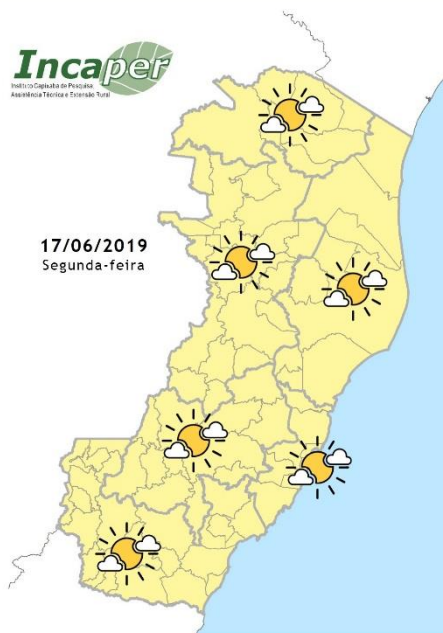 Incaper
Instituto Capixaba de Pesquisa,
Assistência Técnica e Extensão Rural
17/06/2019
Segunda-feira